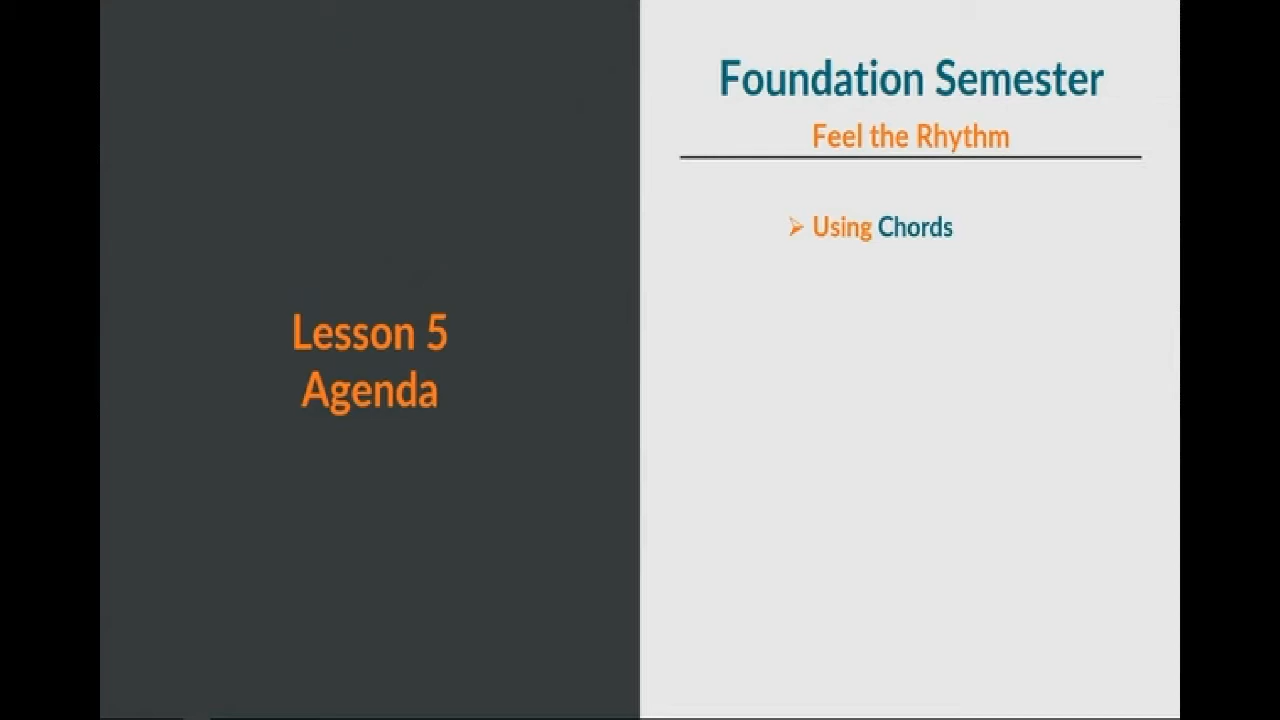 Lesson 5
Agenda
Foundation Semester
Feel the Rhythm
➢ Using Chords